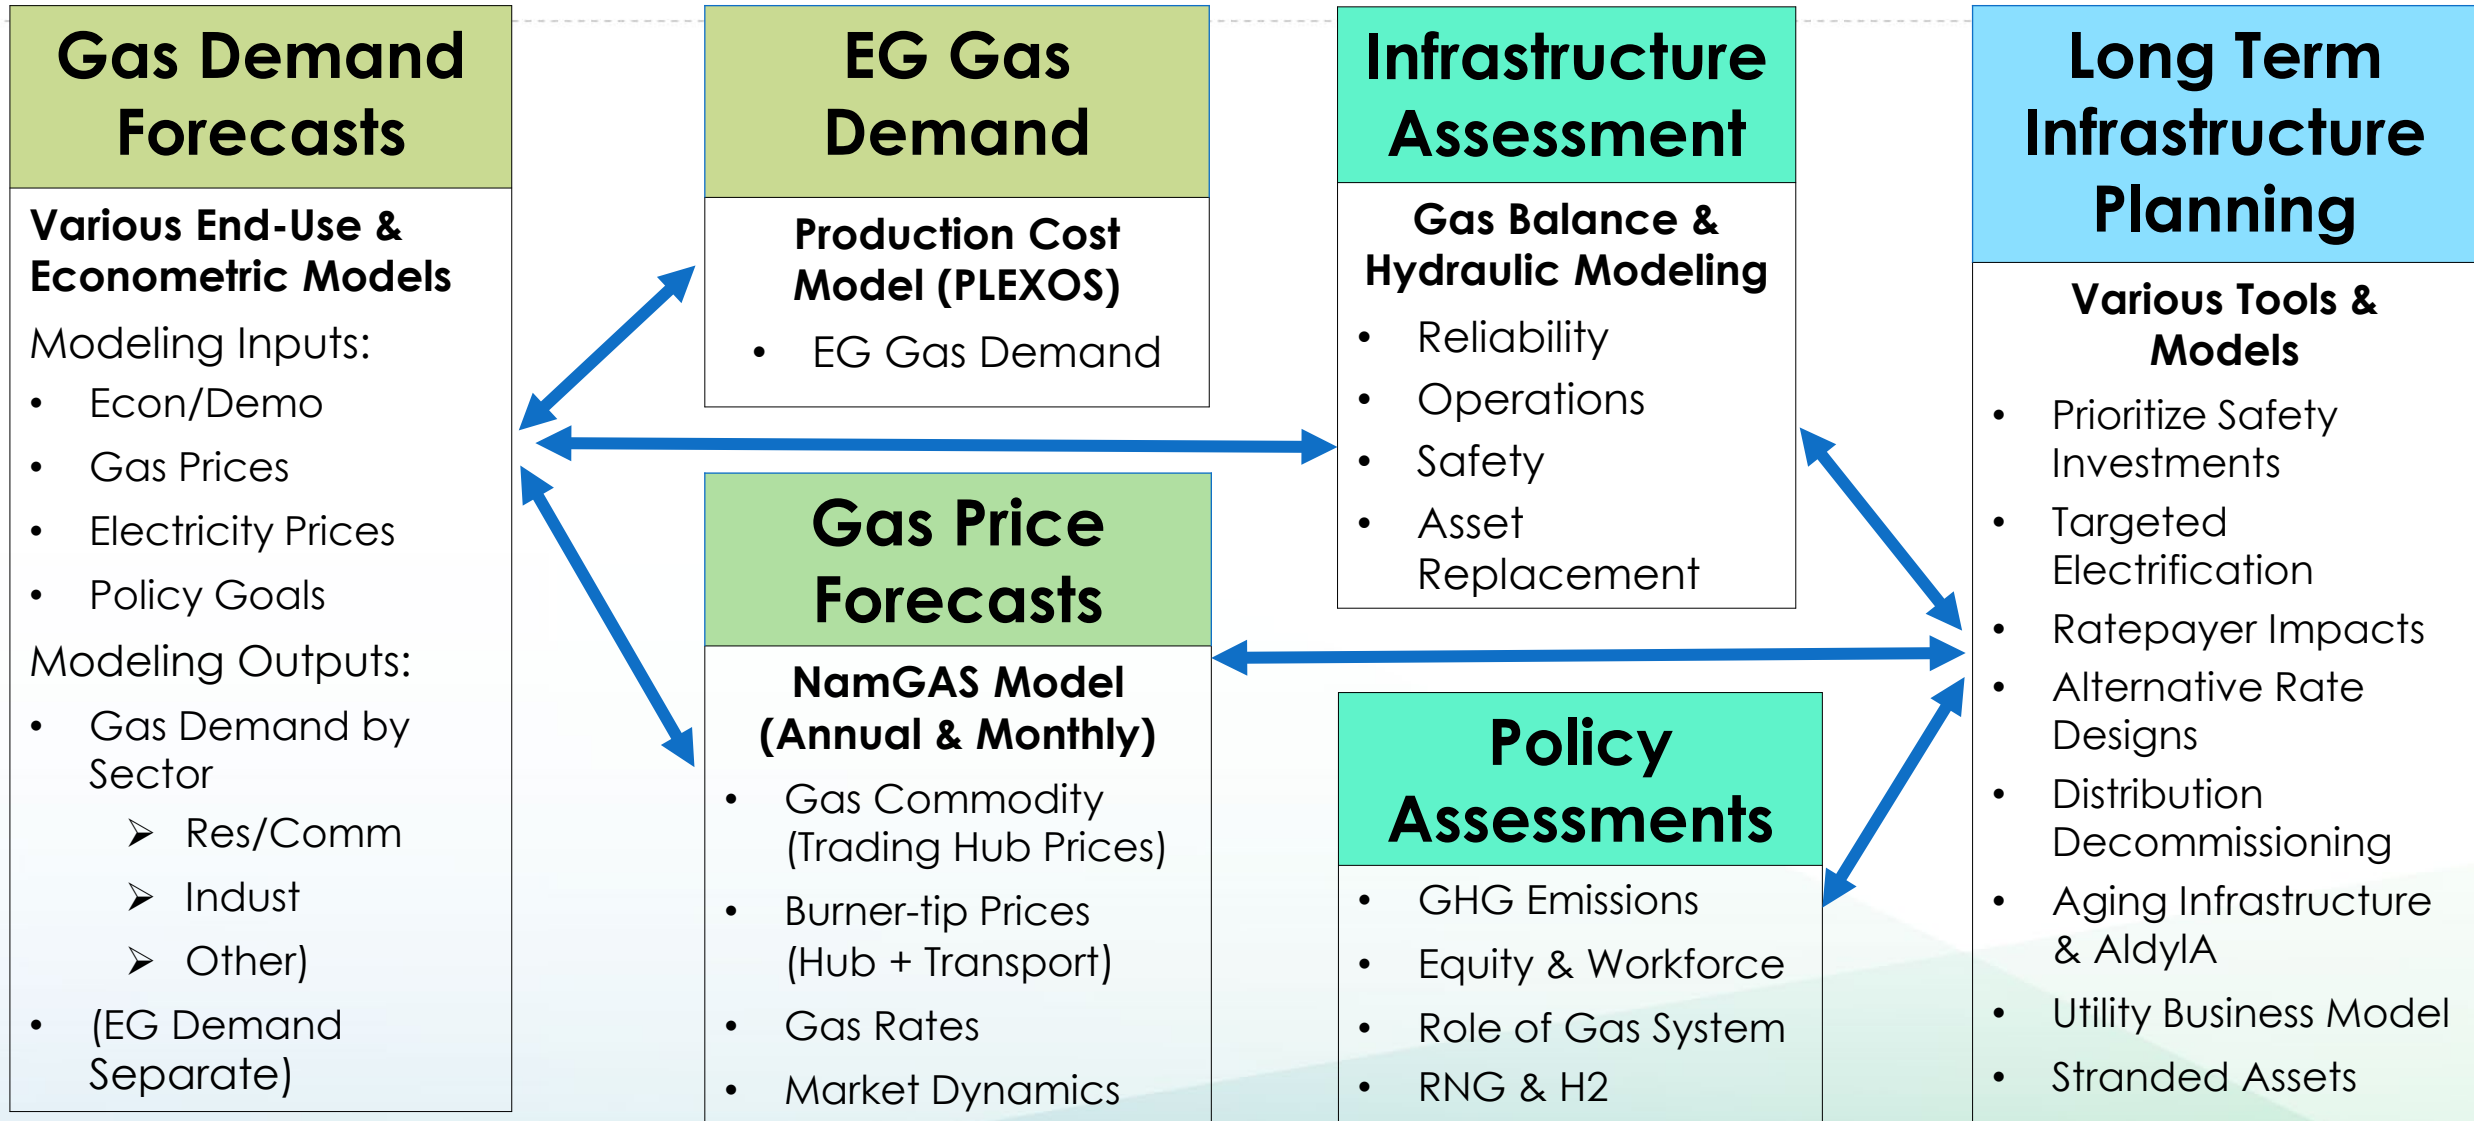 Gas Demand
Forecasts
Various End-Use &
Econometric Models
Modeling Inputs:
• Econ/Demo
• Gas Prices
• Electricity Prices
• Policy Goals
Modeling Outputs:
• Gas Demand by
Sector
➢ Res/Comm
➢ Indust
➢ Other)
• (EG Demand
Separate)
EG Gas
Demand
Production Cost
Model (PLEXOS)
• EG Gas Demand
Gas Price
Forecasts
NamGAS Model
(Annual & Monthly)
• Gas Commodity
(Trading Hub Prices)
• Burner-tip Prices
(Hub + Transport)
• Gas Rates
• Market Dynamics
Infrastructure
Assessment
Gas Balance &
Hydraulic Modeling
• Reliability
• Operations
• Safety
• Asset
Replacement
Policy
Assessments
• GHG Emissions
• Equity & Workforce
• Role of Gas System
• RNG & H2
Long Term
Infrastructure
Planning
Various Tools &
Models
• Prioritize Safety
Investments
• Targeted
Electrification
• Ratepayer Impacts
• Alternative Rate
Designs
• Distribution
Decommissioning
• Aging Infrastructure
& AldylA
• Utility Business Model
• Stranded Assets